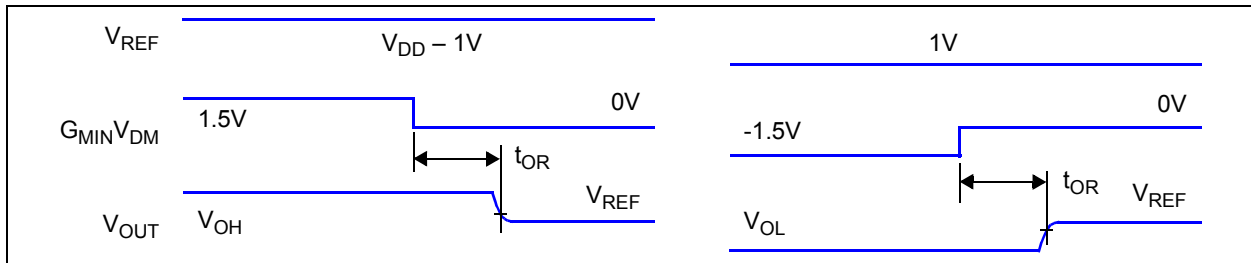 VREF
VDD – 1V
1V
GMINVDM
1.5V
0V
-1.5V
0V
tOR
tOR
VOUT
VOH
VREF
VOL
VREF